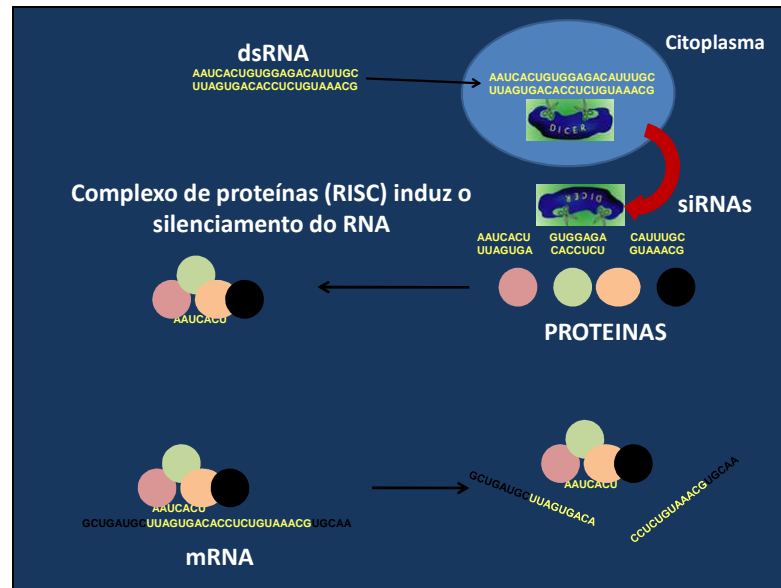 dsRNA
AAUCACUGUGGAGACAUUUGC
UUAGUGACACCUCUGUAAACG
Citoplasma
AAUCACUGUGGAGACAUUUGC
UUAGUGACACCUCUGUAAACG
DICER
Complexo de proteínas (RISC) induz o
silenciamento do RNA
DICER
siRNAs
AAUCACU GUGGAGA CAUUUGC
UUAGUGA CACCUCU GUAAACG
AAUCACU
PROTEINAS
AAUCACU
GCUGAUGCUUAGUGACACCUCUGUAAACGUGCAA
mRNA
AAUCACU
GCUGAUGCUUAGUGACA
CCUCUGUAAACGUGCAA